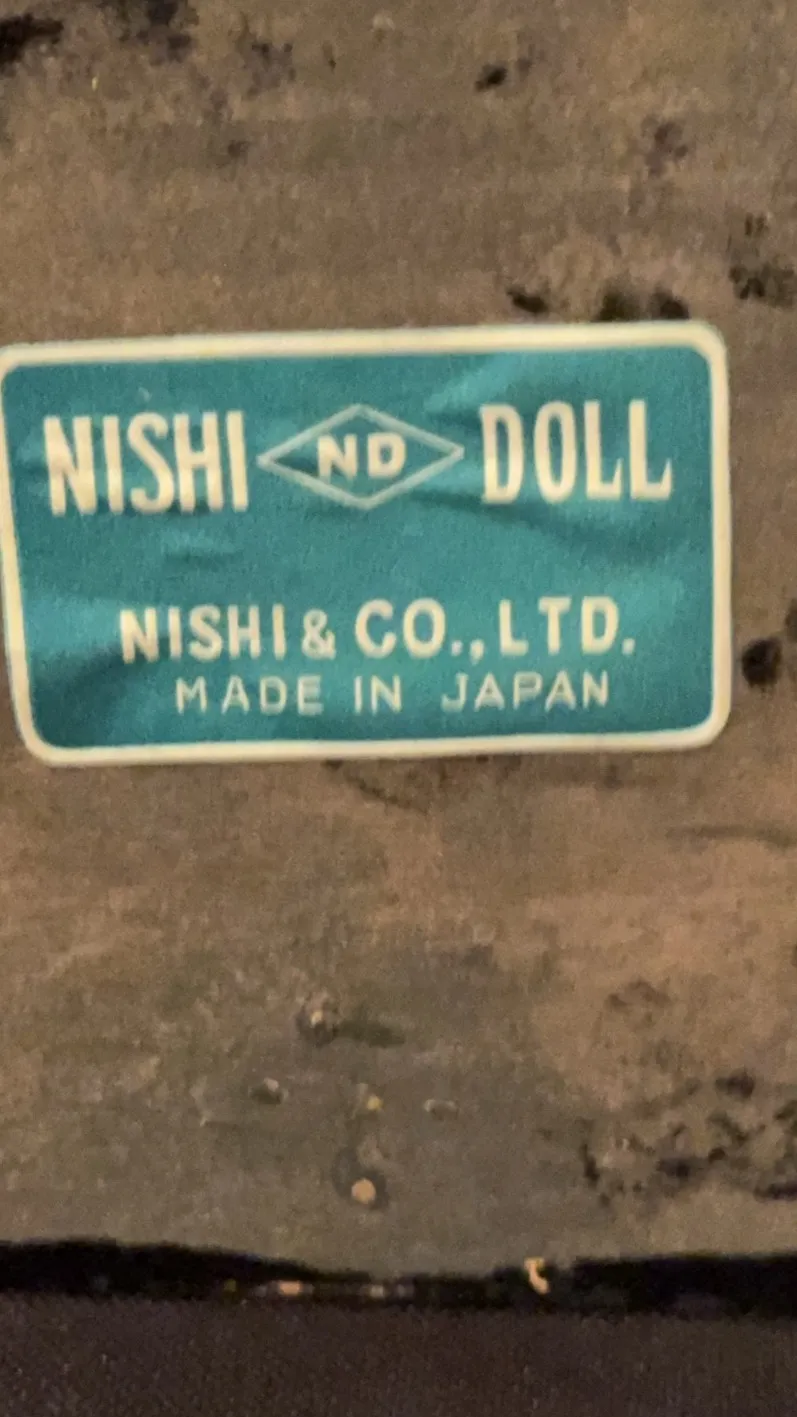 NISHI ND DOLL
NISHI & CO., LTD.
MADE IN JAPAN